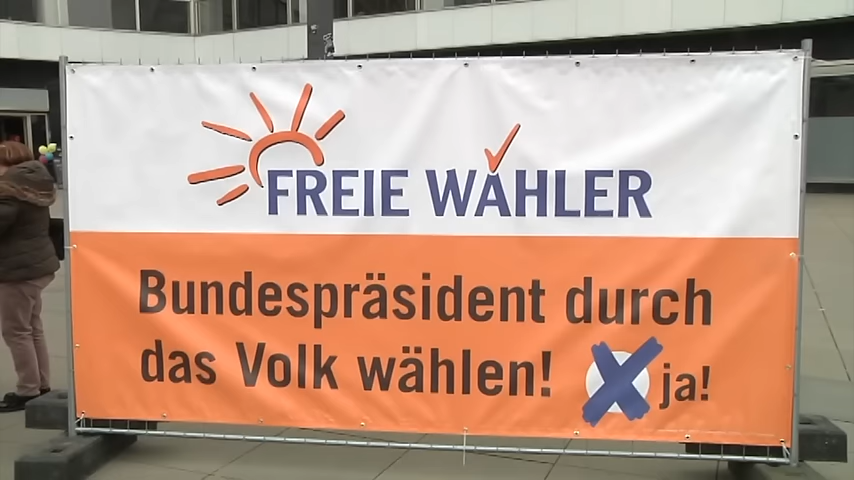 FREIE WÄHLER
Bundespräsident durch
das Volk wählen! ja!